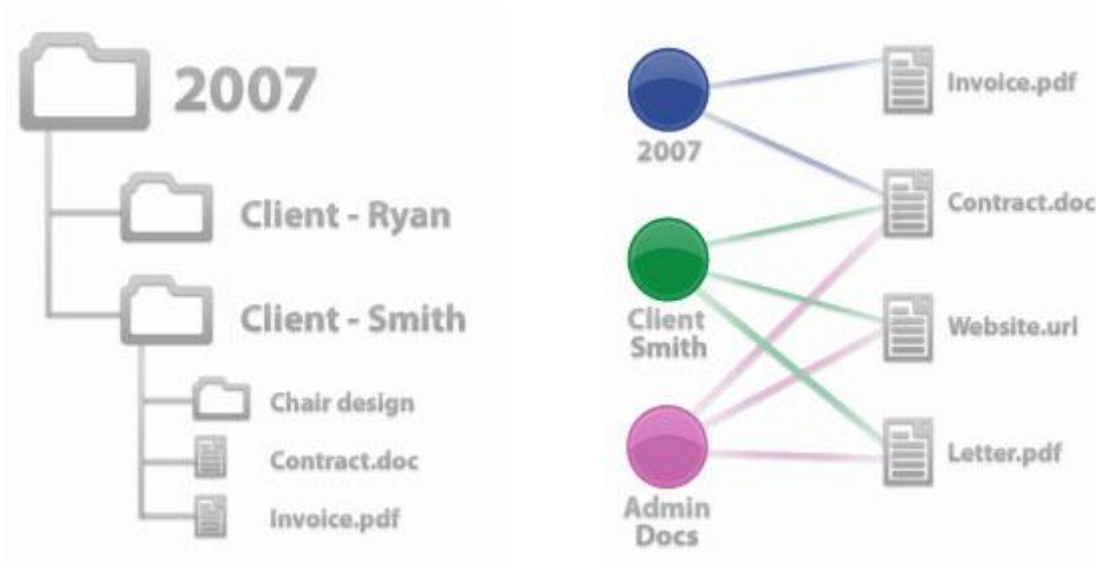 2007
Client - Ryan
Client - Smith
Chair design
Contract.doc
Invoice.pdf
2007
Client
Smith
Admin
Docs
Invoice.pdf
Contract.doc
Website.url
Letter.pdf